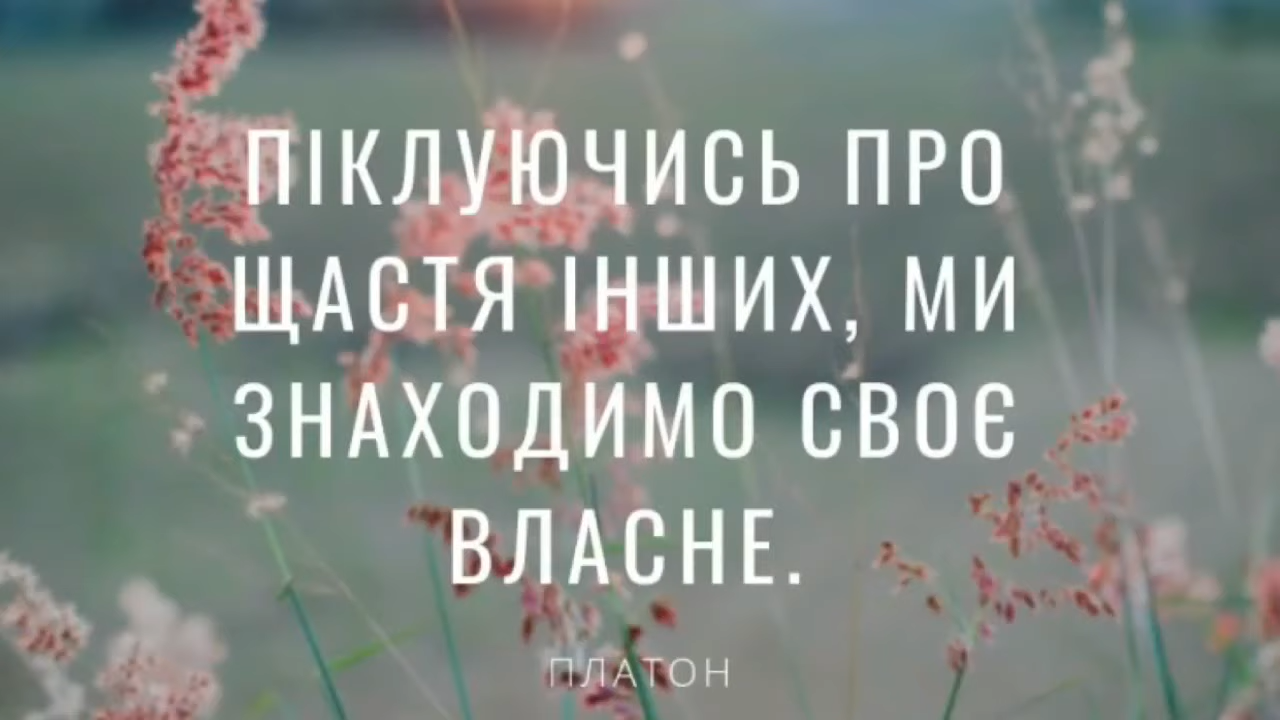 ПІКЛУЮЧИСЬ ПРО
ЩАСТЯ ІНШИХ, МИ
ЗНАХОДИМО СВОЄ
ВЛАСНЕ.
ПЛАТОН